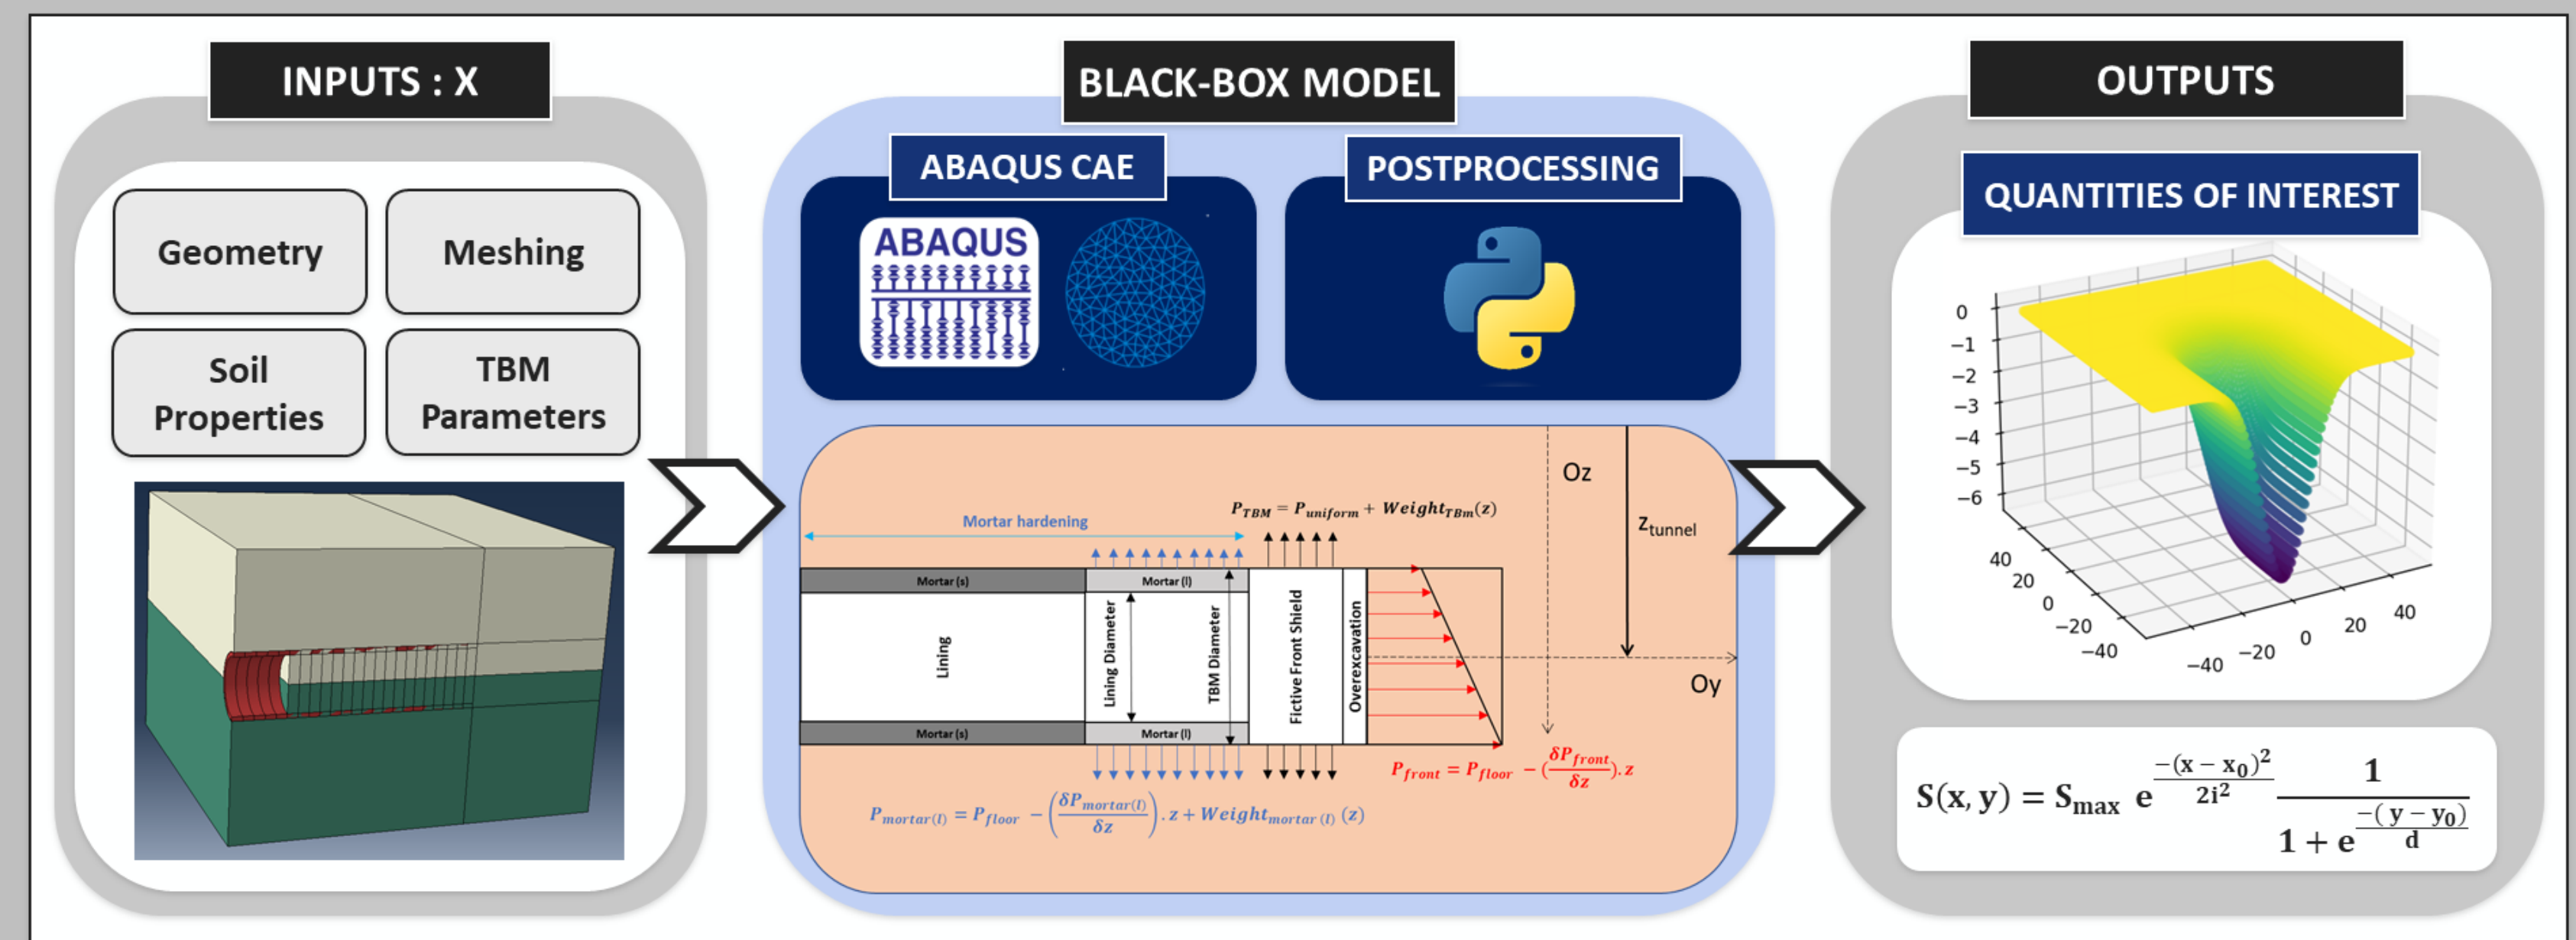 INPUTS : X
Geometry
Meshing
Soil
Properties
TBM
Parameters
BLACK-BOX MODEL
ABAQUS CAE
ABAQUS
POSTPROCESSING
Oz
z_tunnel
Oy
P_TBM = P_uniform + Weight_TBm(z)
Mortar hardening
Mortar (s)
Mortar (l)
Lining
Lining Diameter
TBM Diameter
Fictive Front Shield
Overexcavation
Mortar (s)
Mortar (l)
P_front = P_floor − (δP_front/δz). z
P_mortar(l) = P_floor − (δP_mortar(l)/δz) . z + Weight_mortar (l) (z)
OUTPUTS
QUANTITIES OF INTEREST
0
−1
−2
−3
−4
−5
−6
40
20
0
−20
−40
−40
−20
0
20
40
S(x, y) = S_max e^(−(x − x₀)²/2i²) 1/(1 + e^(−( y − y₀)/d))